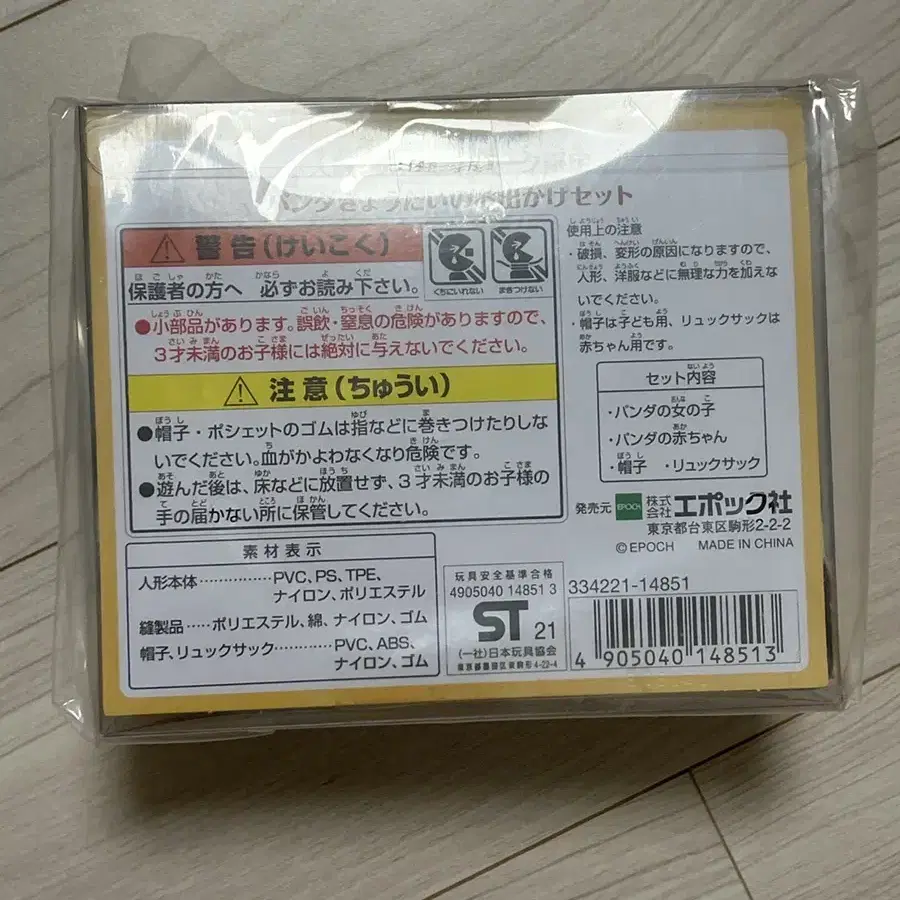 パンダきょうだいのお出かけセット
警告(けいこく)
くちにいれない
まきつけない
保護者の方へ 必ずお読み下さい。
●小部品があります。誤飲・窒息の危険がありますので、
3才未満のお子様には絶対に与えないでください。
注意(ちゅうい)
●帽子・ポシェットのゴムは指などに巻きつけたりしな
いでください。血がかよわなくなり危険です。
●遊んだ後は、床などに放置せず、3才未満のお子様の
手の届かない所に保管してください。
使用上の注意
・破損、変形の原因になりますので、
人形、洋服などに無理な力を加えな
いでください。
・帽子は子ども用、リュックサックは
赤ちゃん用です。
セット内容
・パンダの女の子
・パンダの赤ちゃん
・帽子 ・リュックサック
発売元 EPOCH 株式会社 エポック社
東京都台東区駒形2-2-2
©EPOCH MADE IN CHINA
素材表示
人形本体……………PVC、PS、TPE、
ナイロン、ポリエステル
縫製品……ポリエステル、綿、ナイロン、ゴム
帽子、リュックサック…………PVC、ABS、
ナイロン、ゴム
玩具安全基準合格
4905040 14851 3
ST 21
(一社)日本玩具協会
東京都墨田区東駒形4-22-4
334221-14851
4 905040 148513